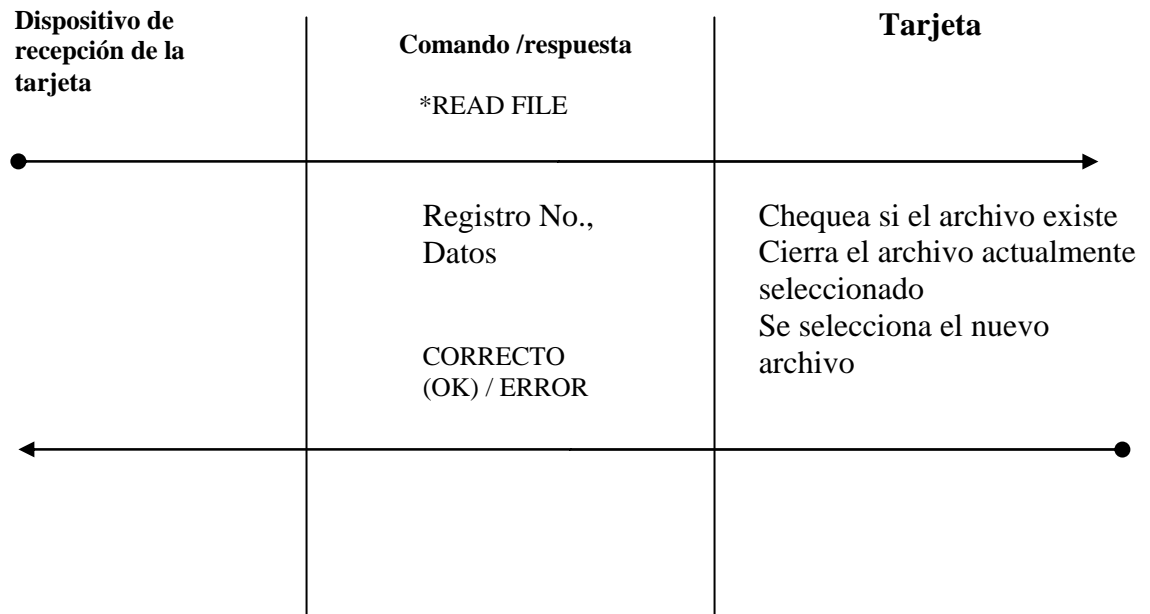 Dispositivo de
recepción de la
tarjeta
Comando /respuesta
*READ FILE
Tarjeta
Registro No.,
Datos
CORRECTO
(OK) / ERROR
Chequea si el archivo existe
Cierra el archivo actualmente
seleccionado
Se selecciona el nuevo
archivo